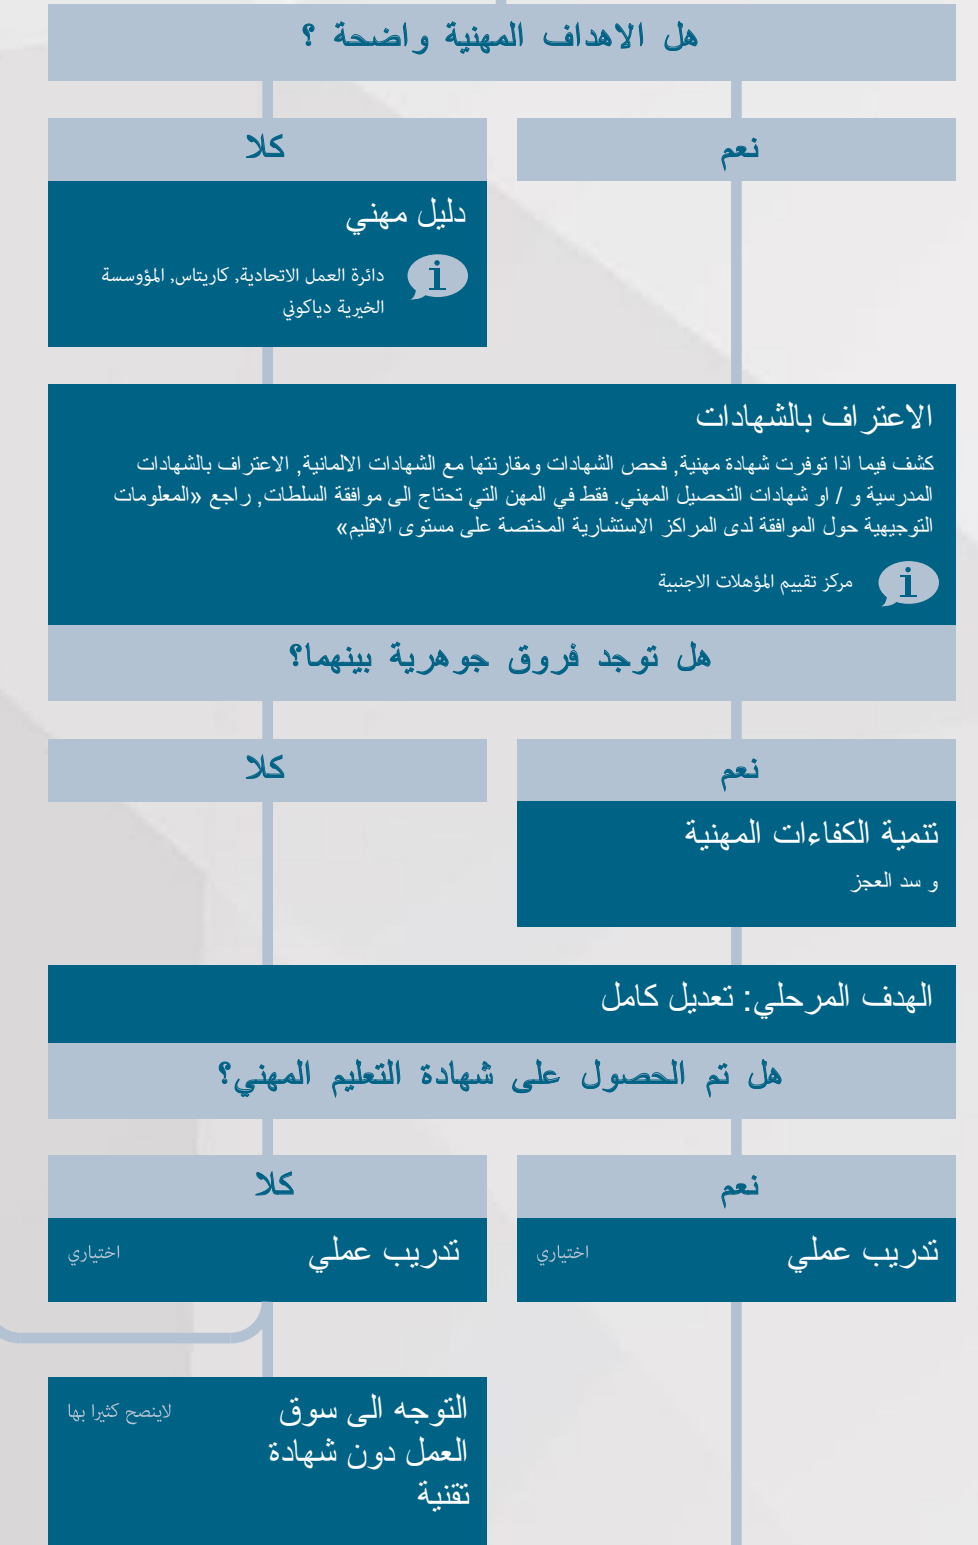 هل الاهداف المهنية واضحة ؟
نعم
كلا
دليل مهني
دائرة العمل الاتحادية, كاريتاس, المؤوسسة
الخيرية دياكوني
الاعتراف بالشهادات
كشف فيما اذا توفرت شهادة مهنية, فحص الشهادات ومقارنتها مع الشهادات الالمانية, الاعتراف بالشهادات
المدرسية و / او شهادات التحصيل المهني. فقط في المهن التي تحتاج الى موافقة السلطات, راجع «المعلومات
التوجيهية حول الموافقة لدى المراكز الاستشارية المختصة على مستوى الاقليم»
مركز تقييم المؤهلات الاجنبية
هل توجد فروق جوهرية بينهما؟
نعم
كلا
تنمية الكفاءات المهنية
و سد العجز
الهدف المرحلي: تعديل كامل
هل تم الحصول على شهادة التعليم المهني؟
نعم
كلا
تدريب عملي
اختياري
تدريب عملي
اختياري
التوجه الى سوق
العمل دون شهادة
تقنية
لاينصح كثيرا بها